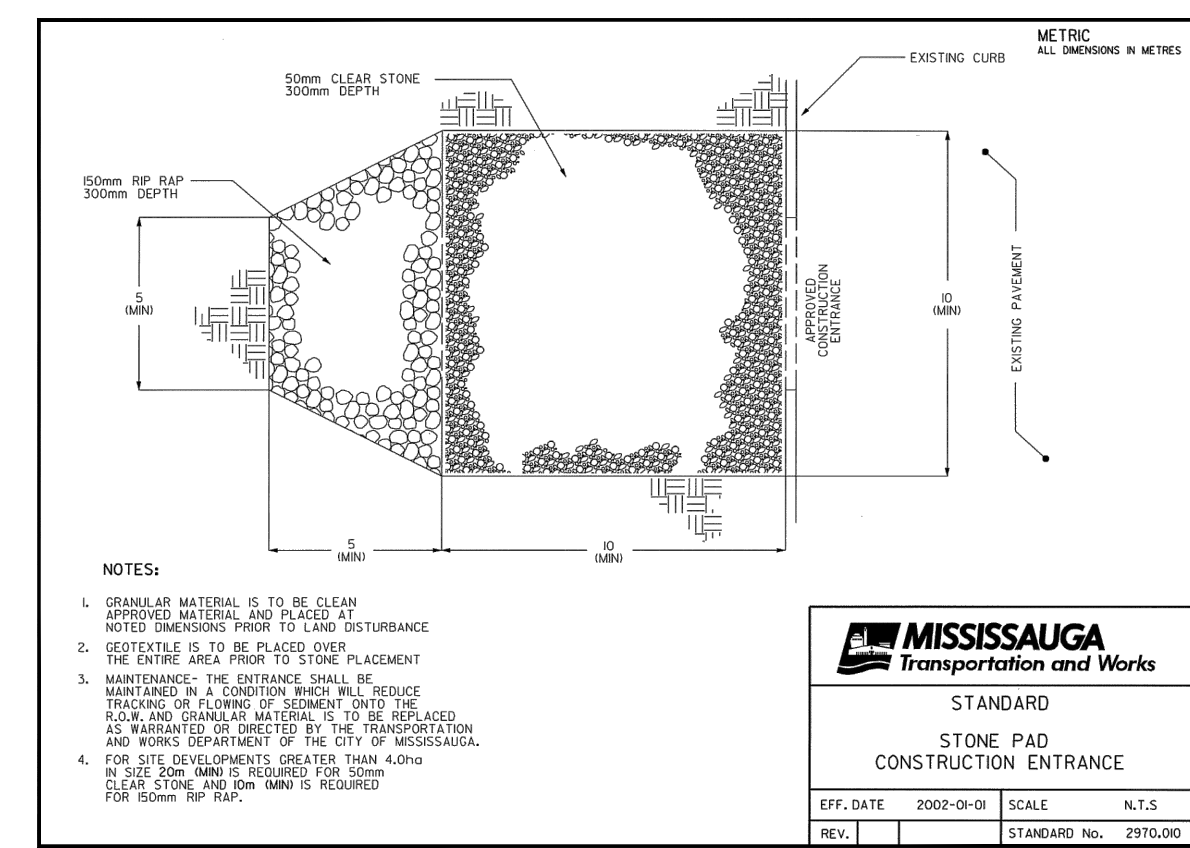 METRIC
ALL DIMENSIONS IN METRES
EXISTING CURB
50mm CLEAR STONE
300mm DEPTH
150mm RIP RAP
300mm DEPTH
5
(MIN)
APPROVED
CONSTRUCTION
ENTRANCE
10
(MIN)
EXISTING PAVEMENT
5
(MIN)
10
(MIN)
NOTES:
1. GRANULAR MATERIAL IS TO BE CLEAN
APPROVED MATERIAL AND PLACED AT
NOTED DIMENSIONS PRIOR TO LAND DISTURBANCE
2. GEOTEXTILE IS TO BE PLACED OVER
THE ENTIRE AREA PRIOR TO STONE PLACEMENT
3. MAINTENANCE- THE ENTRANCE SHALL BE
MAINTAINED IN A CONDITION WHICH WILL REDUCE
TRACKING OR FLOWING OF SEDIMENT ONTO THE
R.O.W. AND GRANULAR MATERIAL IS TO BE REPLACED
AS WARRANTED OR DIRECTED BY THE TRANSPORTATION
AND WORKS DEPARTMENT OF THE CITY OF MISSISSAUGA.
4. FOR SITE DEVELOPMENTS GREATER THAN 4.0ha
IN SIZE 20m (MIN) IS REQUIRED FOR 50mm
CLEAR STONE AND 10m (MIN) IS REQUIRED
FOR 150mm RIP RAP.
MISSISSAUGA
Transportation and Works
STANDARD
STONE PAD
CONSTRUCTION ENTRANCE
EFF. DATE 2002-01-01 SCALE N.T.S
REV. STANDARD No. 2970.010